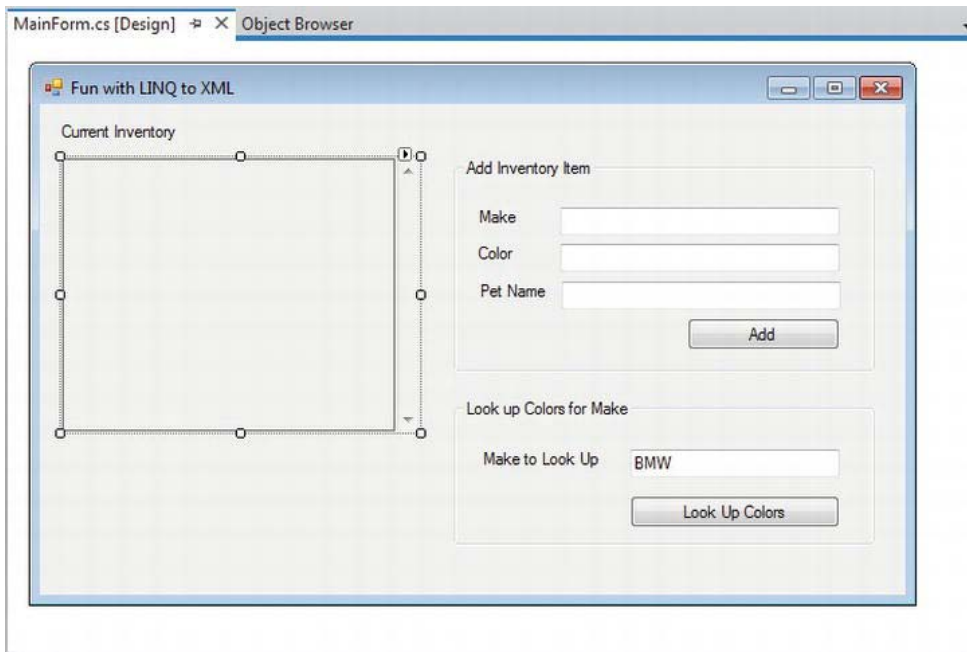 MainForm.cs [Design] Object Browser
Fun with LINQ to XML
Current Inventory
Add Inventory Item
Make
Color
Pet Name
Add
Look up Colors for Make
Make to Look Up BMW
Look Up Colors